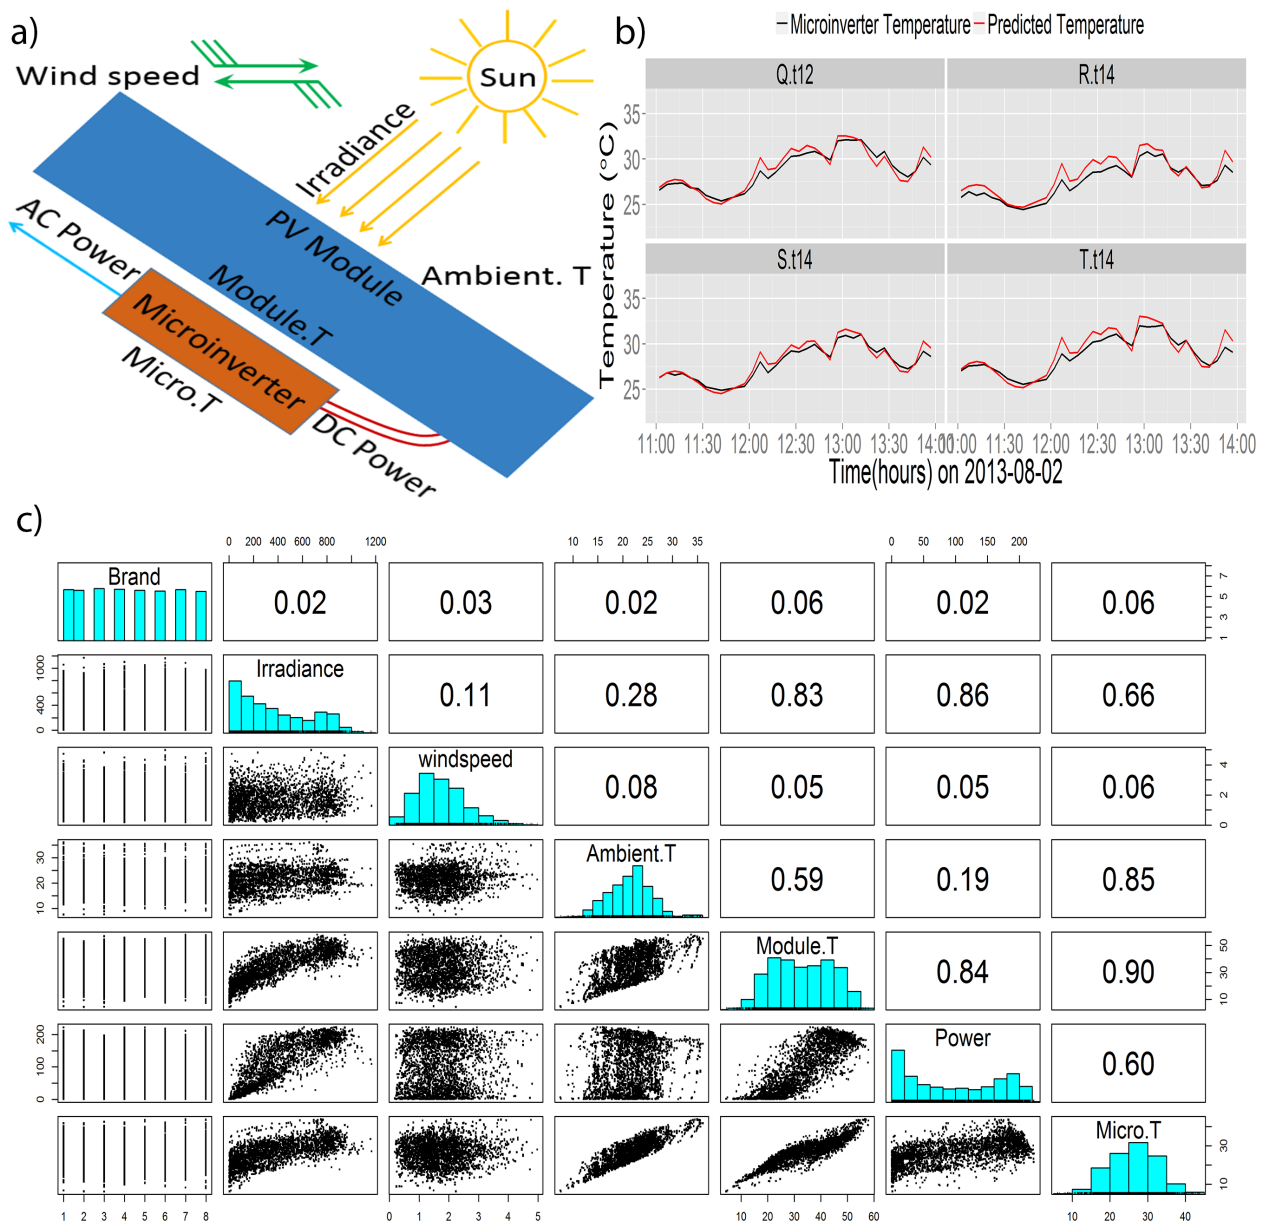 a)
Wind speed
Sun
Irradiance
PV Module
Ambient. T
AC Power
Module.T
Microinverter
Micro.T
DC Power
b)
Microinverter Temperature Predicted Temperature
Q.t12 R.t14
35
30
25
S.t14 T.t14
35
30
25
Temperature (°C)
11:00 11:30 12:00 12:30 13:00 13:30 14:00 11:00 11:30 12:00 12:30 13:00 13:30 14:00
Time(hours) on 2013-08-02
c)
0 200 400 600 800 1200 10 15 20 25 30 35 0 50 100 150 200
Brand 0.02 0.03 0.02 0.06 0.02 0.06
7
5
3
1
1000
400
0
Irradiance 0.11 0.28 0.83 0.86 0.66
windspeed 0.08 0.05 0.05 0.06
4
2
0
30
20
10
Ambient.T 0.59 0.19 0.85
Module.T 0.84 0.90
50
30
10
200
100
0
Power 0.60
Micro.T
30
10
1 2 3 4 5 6 7 8 0 1 2 3 4 5 10 20 30 40 50 60 10 20 30 40